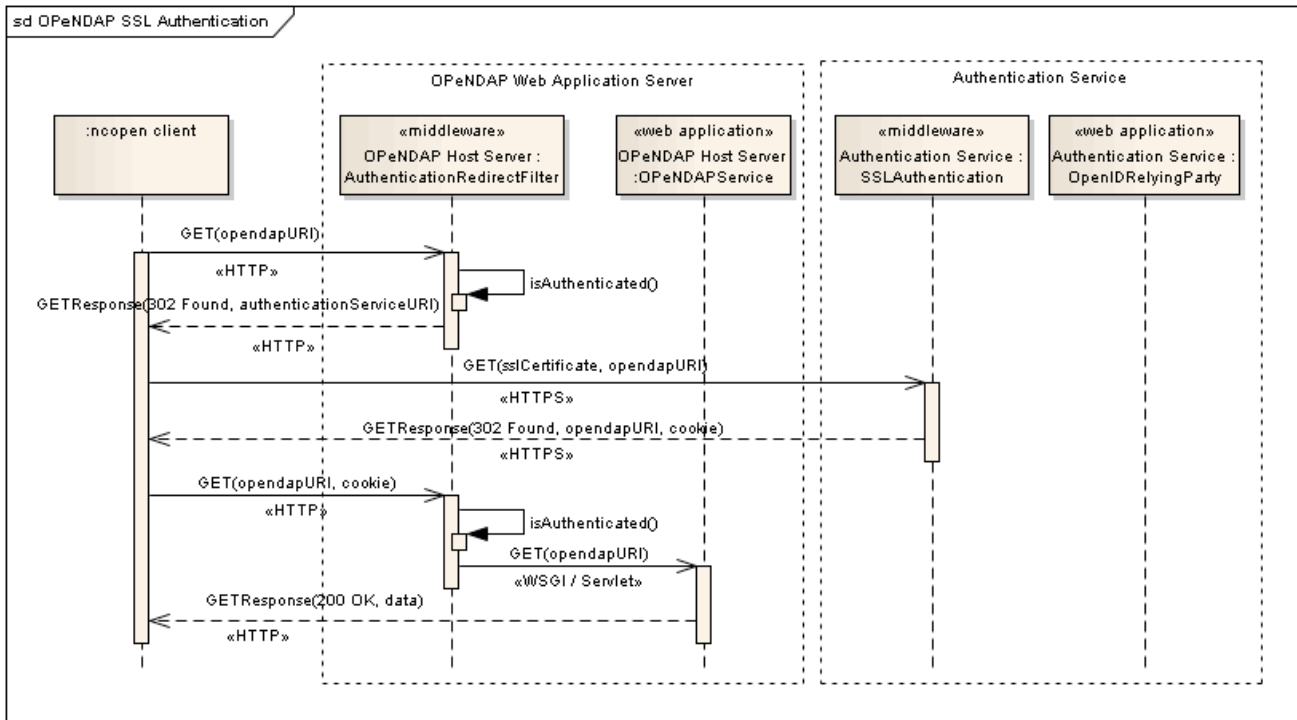 sd OPeNDAP SSL Authentication
OPeNDAP Web Application Server
Authentication Service
:ncopen client
«middleware»
OPeNDAP Host Server :
AuthenticationRedirectFilter
«web application»
OPeNDAP Host Server
:OPeNDAPService
«middleware»
Authentication Service :
SSLAuthentication
«web application»
Authentication Service :
OpenIDRelyingParty
GET(opendapURI)
«HTTP»
isAuthenticated()
GETResponse(302 Found, authenticationServiceURI)
«HTTP»
GET(sslCertificate, opendapURI)
«HTTPS»
GETResponse(302 Found, opendapURI, cookie)
«HTTPS»
GET(opendapURI, cookie)
«HTTP»
isAuthenticated()
GET(opendapURI)
«WSGI / Servlet»
GETResponse(200 OK, data)
«HTTP»